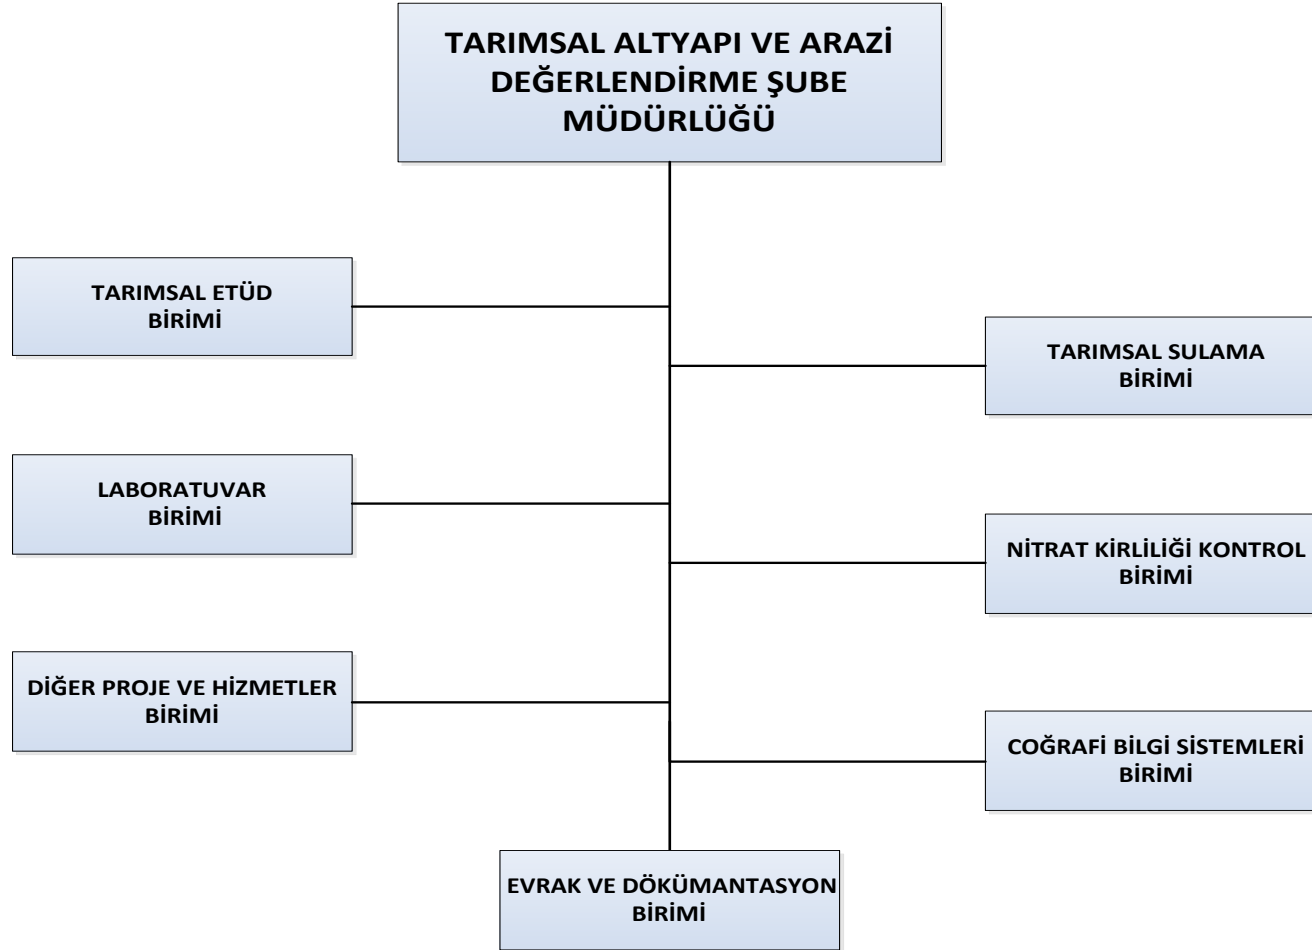 TARIMSAL ALTYAPI VE ARAZİ
DEĞERLENDİRME ŞUBE
MÜDÜRLÜĞÜ
TARIMSAL ETÜD
BİRİMİ
TARIMSAL SULAMA
BİRİMİ
LABORATUVAR
BİRİMİ
NİTRAT KİRLİLİĞİ KONTROL
BİRİMİ
DİĞER PROJE VE HİZMETLER
BİRİMİ
COĞRAFİ BİLGİ SİSTEMLERİ
BİRİMİ
EVRAK VE DÖKÜMANTASYON
BİRİMİ